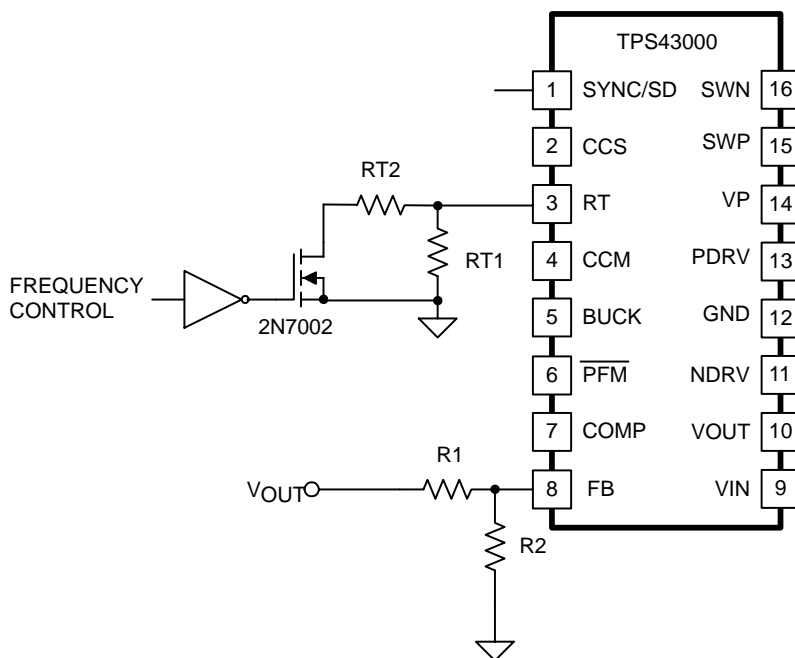 TPS43000
1 SYNC/SD SWN 16
2 CCS SWP 15
RT2
3 RT VP 14
RT1
4 CCM PDRV 13
FREQUENCY
CONTROL
2N7002
5 BUCK GND 12
6 PFM NDRV 11
7 COMP VOUT 10
R1
VOUT
8 FB VIN 9
R2